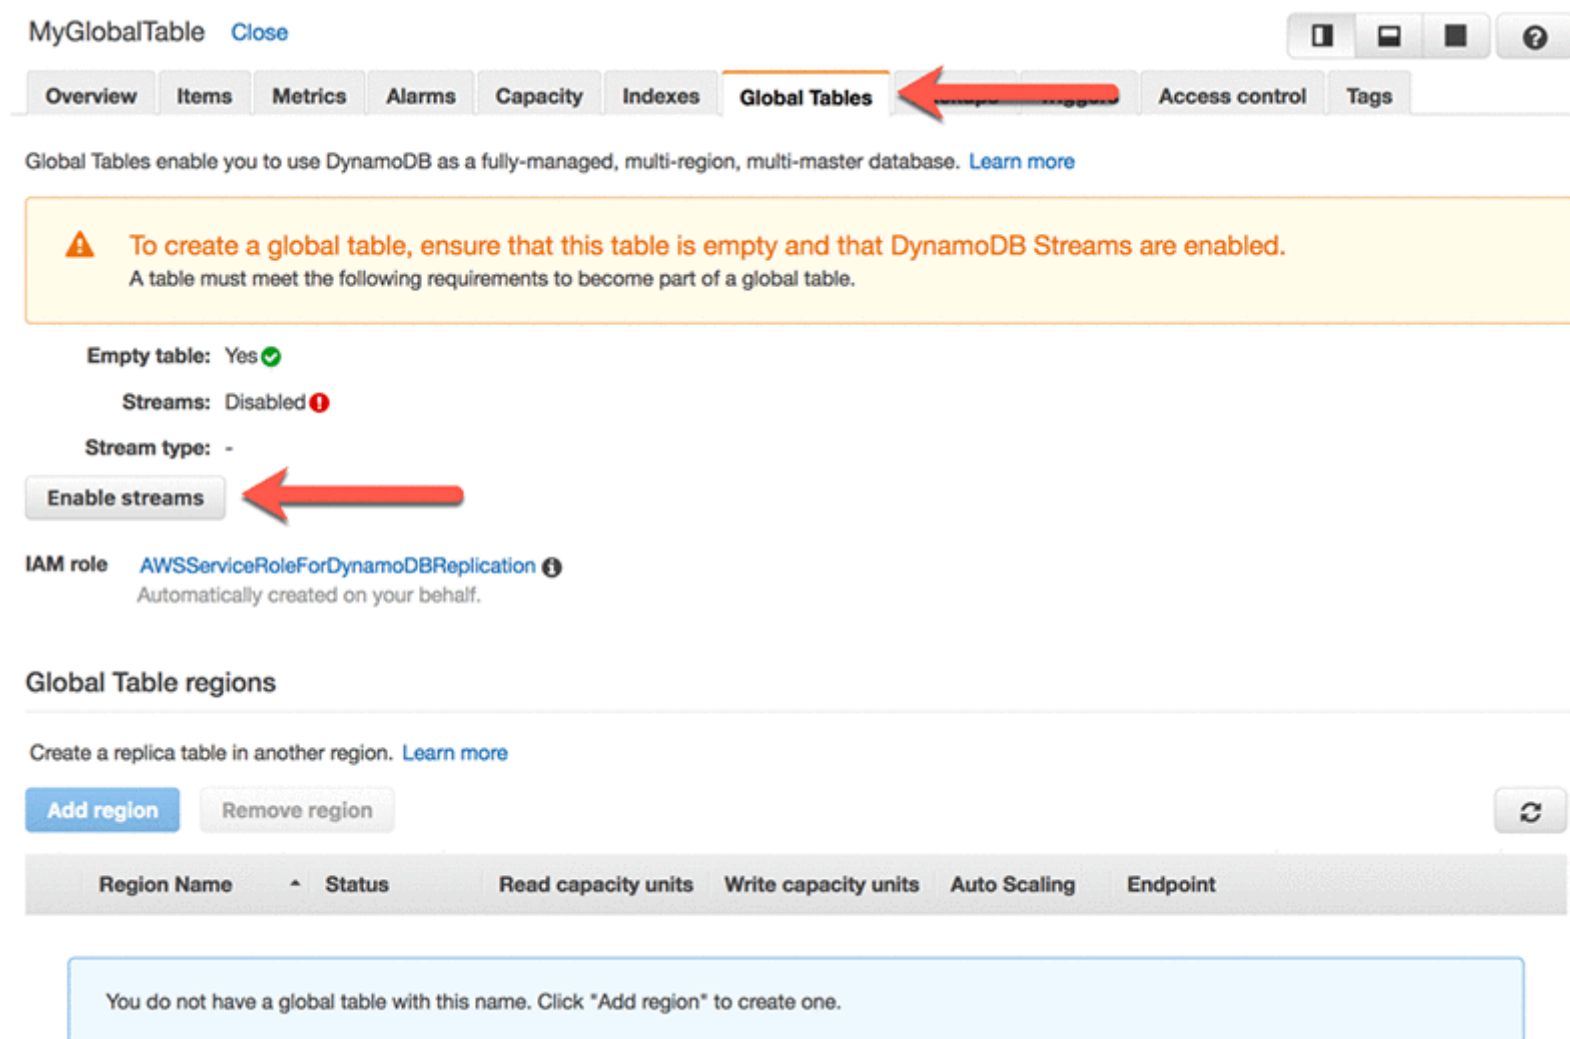 MyGlobalTable Close
Overview Items Metrics Alarms Capacity Indexes Global Tables Access control Tags
Global Tables enable you to use DynamoDB as a fully-managed, multi-region, multi-master database. Learn more
To create a global table, ensure that this table is empty and that DynamoDB Streams are enabled.
A table must meet the following requirements to become part of a global table.
Empty table: Yes
Streams: Disabled
Stream type: -
Enable streams
IAM role AWSServiceRoleForDynamoDBReplication
Automatically created on your behalf.
Global Table regions
Create a replica table in another region. Learn more
Add region Remove region
Region Name Status Read capacity units Write capacity units Auto Scaling Endpoint
You do not have a global table with this name. Click "Add region" to create one.